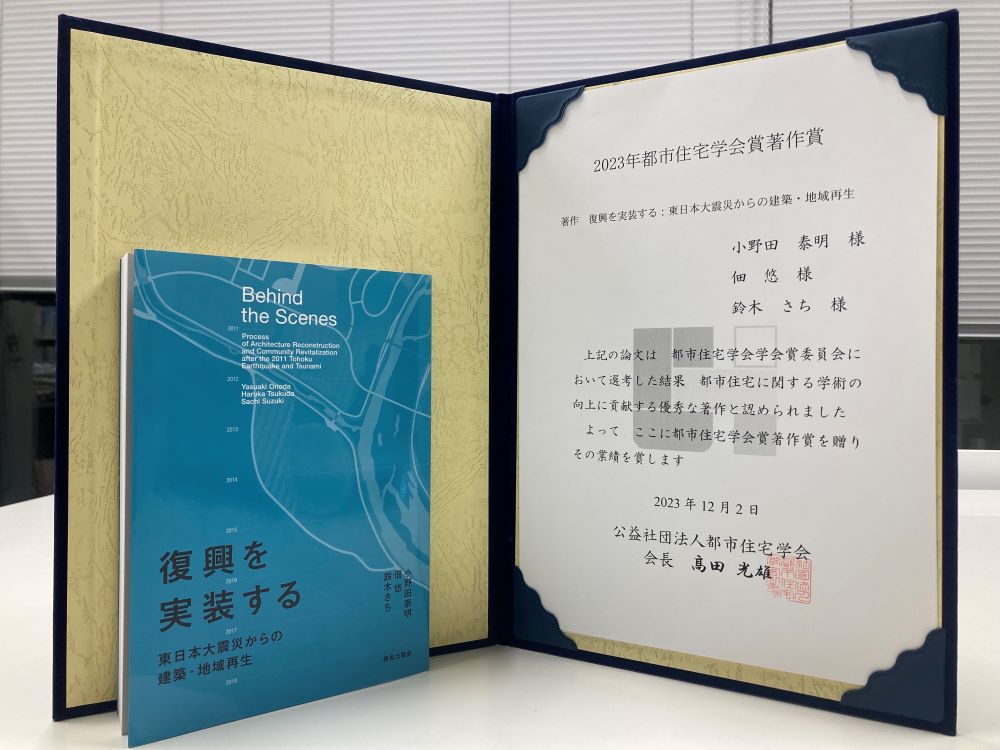 Behind
the Scenes
2011
Process
of Architecture Reconstruction
and Community Revitalization
after the 2011 Tohoku
Earthquake and Tsunami
2012
Yasuaki Onoda
Haruka Tsukuda
Sachi Suzuki
2013
2014
2015
復興を
2016
実装する
2017
東日本大震災からの
建築・地域再生
2018
小野田泰明
佃 悠
鈴木さち
鹿島出版会
2023年都市住宅学会賞著作賞
著作 復興を実装する:東日本大震災からの建築・地域再生
小野田 泰明 様
佃 悠 様
鈴木 さち 様
上記の論文は 都市住宅学会学会賞委員会に
おいて選考した結果 都市住宅に関する学術の
向上に貢献する優秀な著作と認められました
よって ここに都市住宅学会賞著作賞を贈り
その業績を賞します
2023年12月2日
公益社団法人都市住宅学会
会長 髙田 光雄